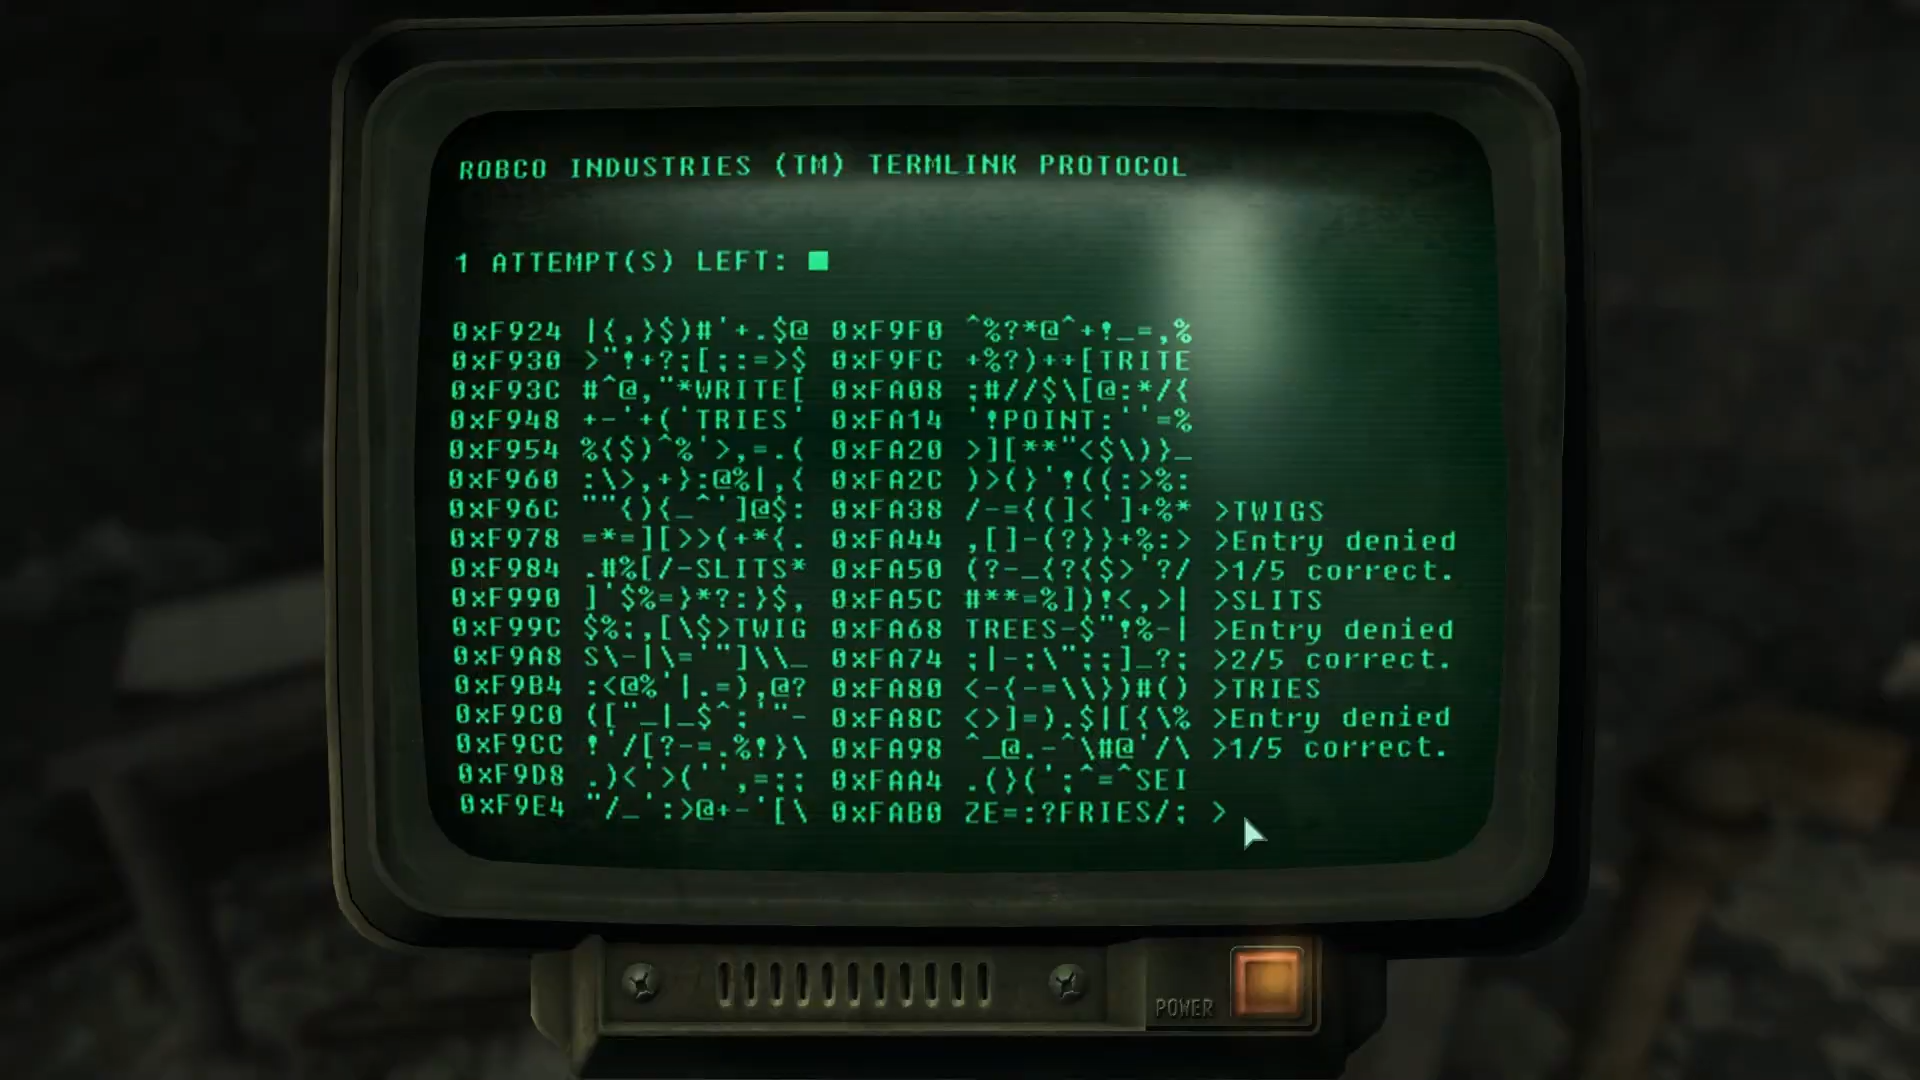 ROBCO INDUSTRIES (TM) TERMLINK PROTOCOL
1 ATTEMPT(S) LEFT: ■
0xF924 |{,}$)#'+.$@ 0xF9F0 ^%?*@^+!_=,%
0xF930 >"!+?;[;:=>$ 0xF9FC +%?)++[TRITE
0xF93C #^@,"*WRITE[ 0xFA08 ;#//$\[@:*/{
0xF948 +-'+('TRIES' 0xFA14 '!POINT:''=%
0xF954 %($)^%'>,=.( 0xFA20 >][**"<$\)}_
0xF960 :\>,+}:@%|,{ 0xFA2C )>(}'!((:>%:
0xF96C ""{){_^']@$: 0xFA38 /-={(]<']+%* >TWIGS
0xF978 =*=][>>(+*{. 0xFA44 ,[]-(?}}+%:> >Entry denied
0xF984 .#%[/-SLITS* 0xFA50 (?-_{?{$>'?/ >1/5 correct.
0xF990 ]'$%=}*?:}$, 0xFA5C #**=%])!<,>| >SLITS
0xF99C $%:,[\$>TWIG 0xFA68 TREES-$"!%-| >Entry denied
0xF9A8 S\-|\='"]\\_ 0xFA74 ;|-;\";;]_?; >2/5 correct.
0xF9B4 :<@%'|.=),@? 0xFA80 <-{-=\\})#() >TRIES
0xF9C0 (["_|_$^;'"- 0xFA8C <>]=).$|[{\% >Entry denied
0xF9CC !'/[?-=.%!}\ 0xFA98 ^_@.-^\#@'/\ >1/5 correct.
0xF9D8 .)<'>('',=;; 0xFAA4 .(}(';^=^SEI
0xF9E4 "/_':>@+-'[\ 0xFAB0 ZE=:?FRIES/; >
POWER